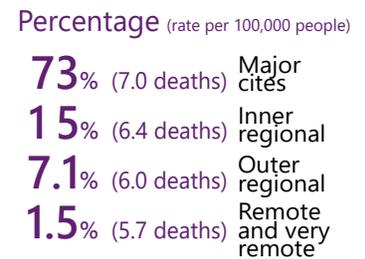 Percentage (rate per 100,000 people)
73% (7.0 deaths) Major cites
15% (6.4 deaths) Inner regional
7.1% (6.0 deaths) Outer regional
1.5% (5.7 deaths) Remote and very remote